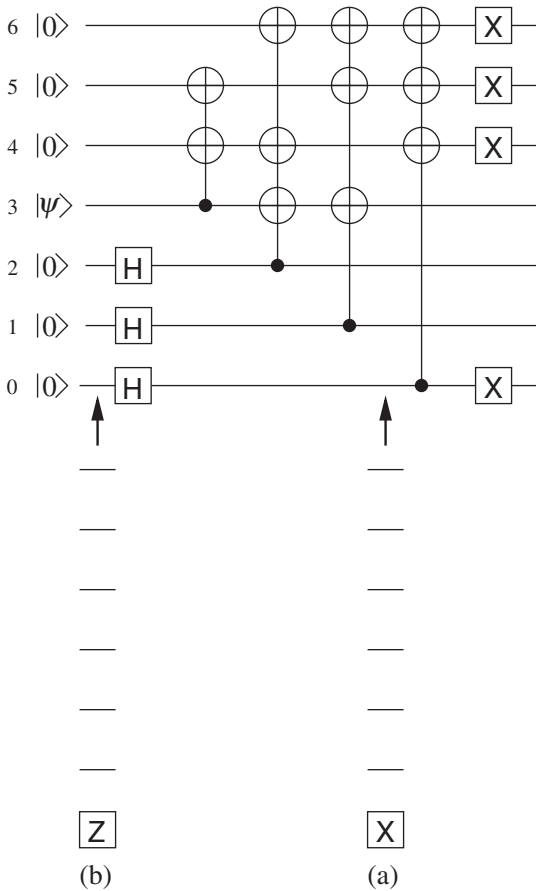 6 |0⟩ X
5 |0⟩ X
4 |0⟩ X
3 |ψ⟩
2 |0⟩ H
1 |0⟩ H
0 |0⟩ H X
Z X
(b) (a)